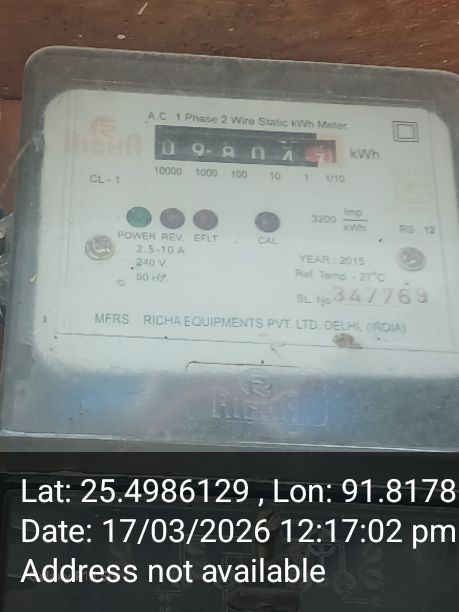 A.C. 1 Phase 2 Wire Static kWh Meter
RICHA
0980
kWh
10000 1000 100 10 1 1/10
CL - 1
3200 Imp/kWh
RS : 12
POWER REV. EFLT CAL
2.5-10 A
240 V.
50 Hz.
YEAR : 2015
Ref. Temp. - 27°C
SL. No 347769
MFRS. : RICHA EQUIPMENTS PVT. LTD. DELHI, (INDIA)
RICHA
Lat: 25.4986129 , Lon: 91.8178
Date: 17/03/2026 12:17:02 pm
Address not available